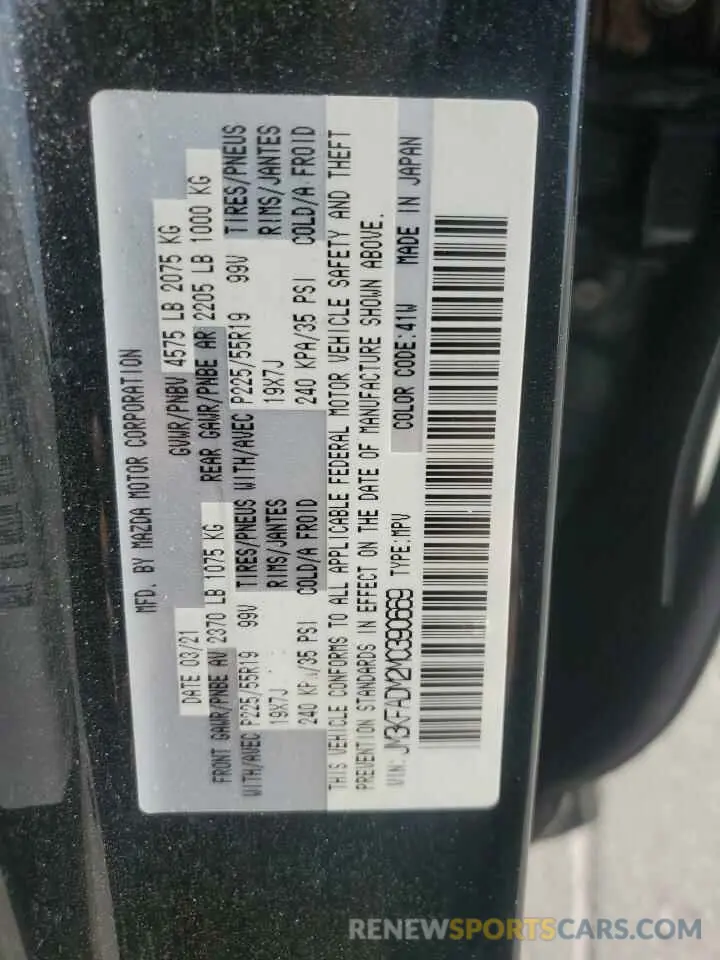 MFD. BY MAZDA MOTOR CORPORATION
DATE 03/21 GVWR/PNBV 4575 LB 2075 KG
FRONT GAWR/PNBE AV 2370 LB 1075 KG REAR GAWR/PNBE AR 2205 LB 1000 KG
WITH/AVEC P225/55R19 99V TIRES/PNEUS WITH/AVEC P225/55R19 99V TIRES/PNEUS
19X7J RIMS/JANTES 19X7J RIMS/JANTES
240 KPA/35 PSI COLD/A FROID 240 KPA/35 PSI COLD/A FROID
THIS VEHICLE CONFORMS TO ALL APPLICABLE FEDERAL MOTOR VEHICLE SAFETY AND THEFT
PREVENTION STANDARDS IN EFFECT ON THE DATE OF MANUFACTURE SHOWN ABOVE.
VIN: JM3KFADM2M0390669 TYPE:MPV COLOR CODE:41W MADE IN JAPAN
RENEWSPORTSCARS.COM